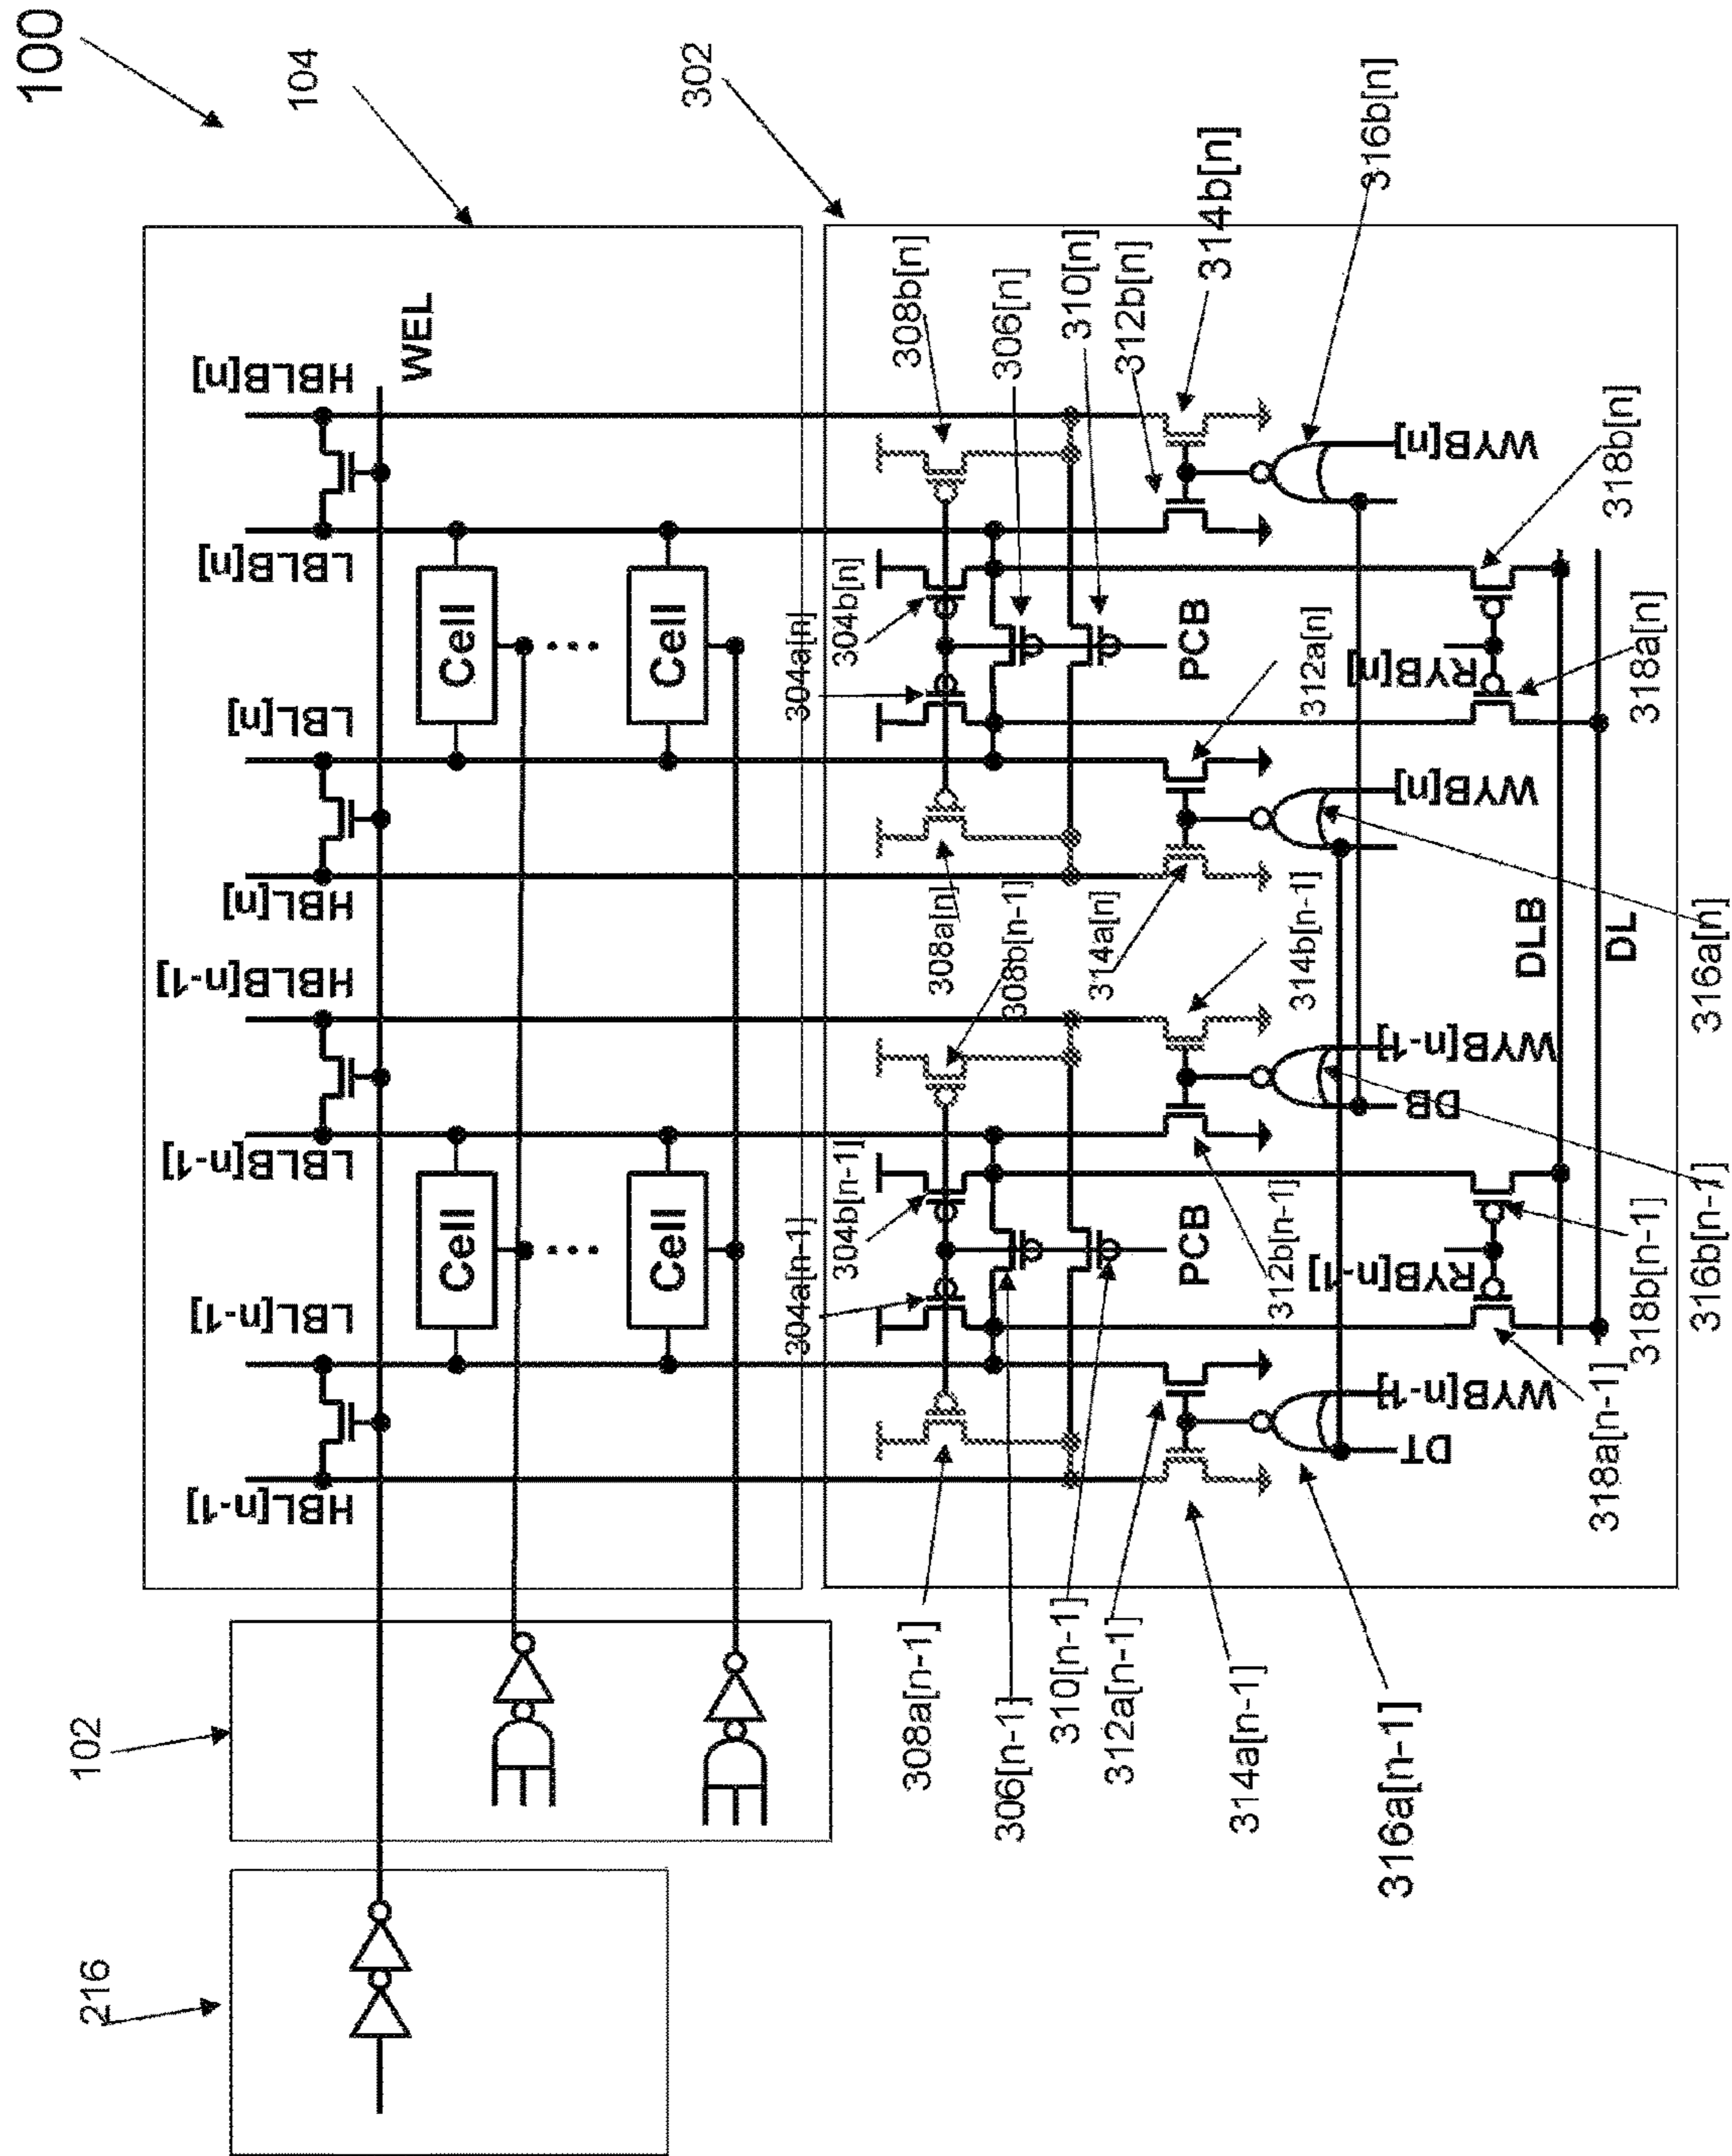 100
104
302
216
102
HBL[n-1]
LBL[n-1]
LBLB[n-1]
HBLB[n-1]
HBL[n]
LBL[n]
LBLB[n]
HBLB[n]
WEL
Cell
Cell
...
...
Cell
Cell
308a[n-1]
304a[n-1]
304b[n-1]
308b[n-1]
308a[n]
304a[n]
304b[n]
308b[n]
306[n-1]
306[n]
310[n-1]
310[n]
PCB
PCB
312a[n-1]
312b[n-1]
312a[n]
312b[n]
314a[n-1]
314b[n-1]
314a[n]
314b[n]
316a[n-1]
316b[n-1]
316a[n]
316b[n]
DT
WYB[n-1]
DB
WYB[n-1]
WYB[n]
WYB[n]
RYB[n-1]
RYB[n]
DLB
DL
318a[n-1]
318b[n-1]
318a[n]
318b[n]